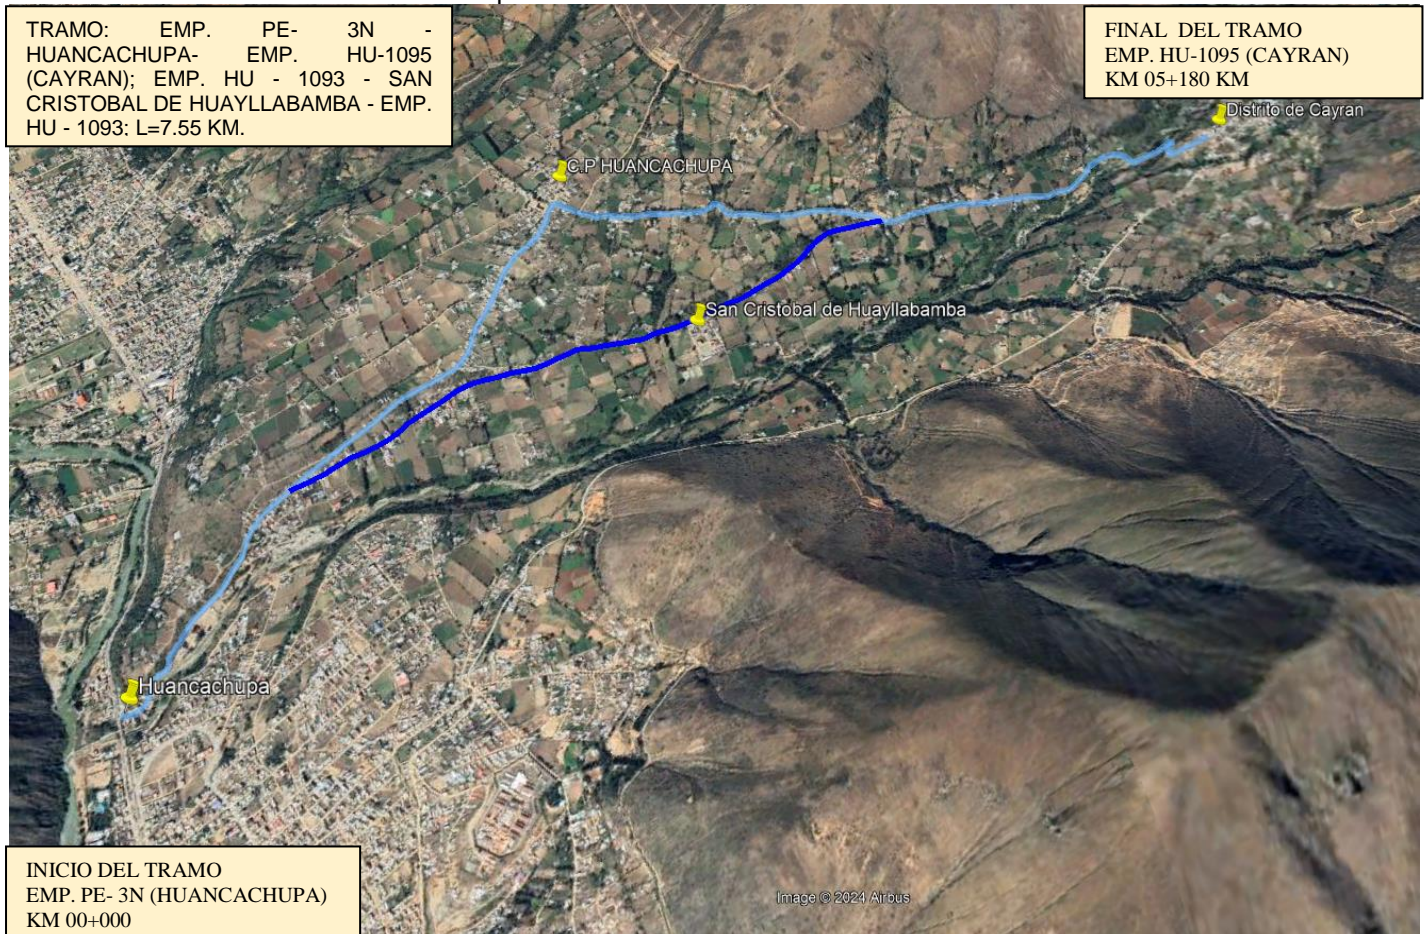 TRAMO: EMP. PE- 3N -
HUANCACHUPA- EMP. HU-1095
(CAYRAN); EMP. HU - 1093 - SAN
CRISTOBAL DE HUAYLLABAMBA - EMP.
HU - 1093: L=7.55 KM.
FINAL DEL TRAMO
EMP. HU-1095 (CAYRAN)
KM 05+180 KM
Distrito de Cayran
C.P HUANCACHUPA
San Cristobal de Huayllabamba
Huancachupa
INICIO DEL TRAMO
EMP. PE- 3N (HUANCACHUPA)
KM 00+000
Image © 2024 Airbus